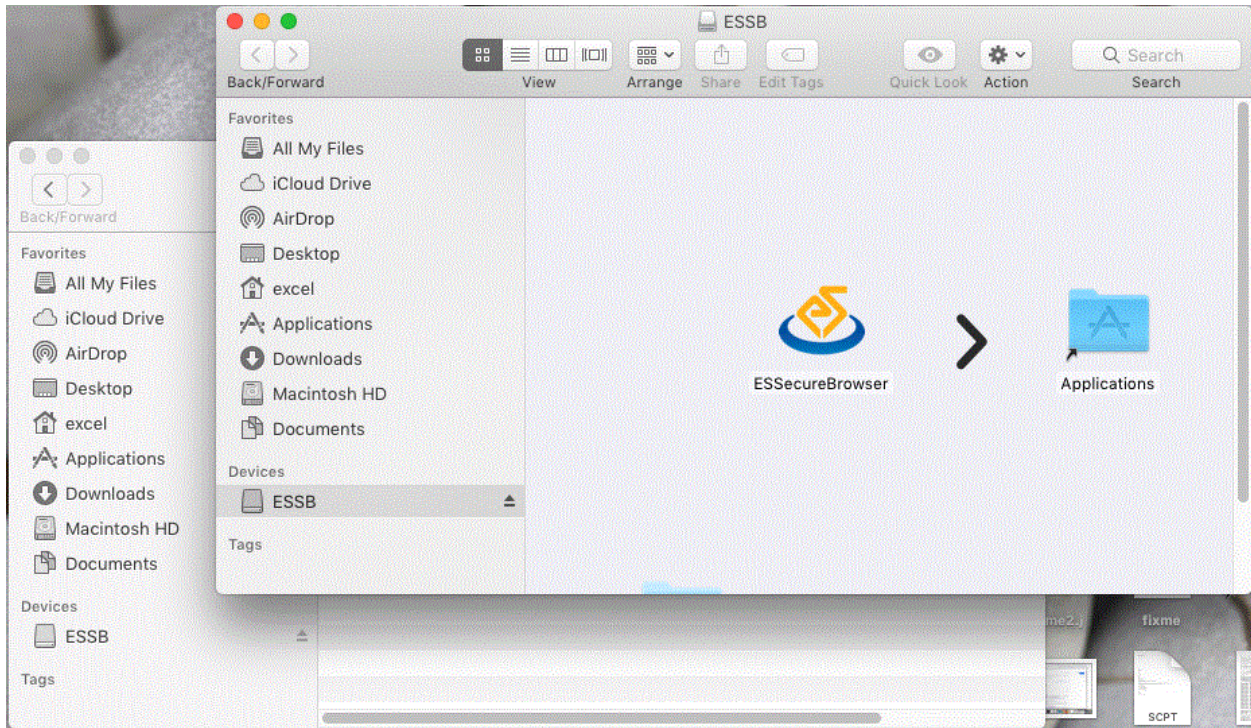 ESSB
Search
Back/Forward
View
Arrange
Share
Edit Tags
Quick Look
Action
Search
Favorites
All My Files
iCloud Drive
AirDrop
Desktop
excel
Applications
Downloads
Macintosh HD
Documents
Devices
ESSB
Tags
ESSecureBrowser
Applications
Back/Forward
Favorites
All My Files
iCloud Drive
AirDrop
Desktop
excel
Applications
Downloads
Macintosh HD
Documents
Devices
ESSB
Tags
me2.j
fixme
SCPT